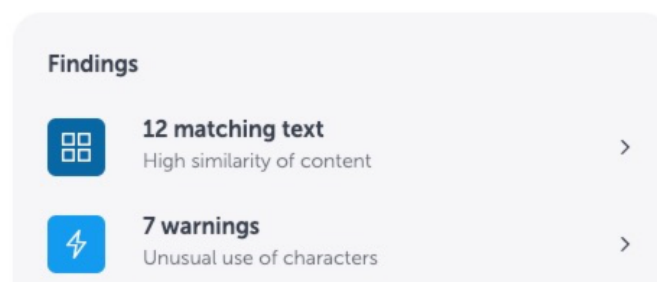 Findings
12 matching text
High similarity of content
7 warnings
Unusual use of characters